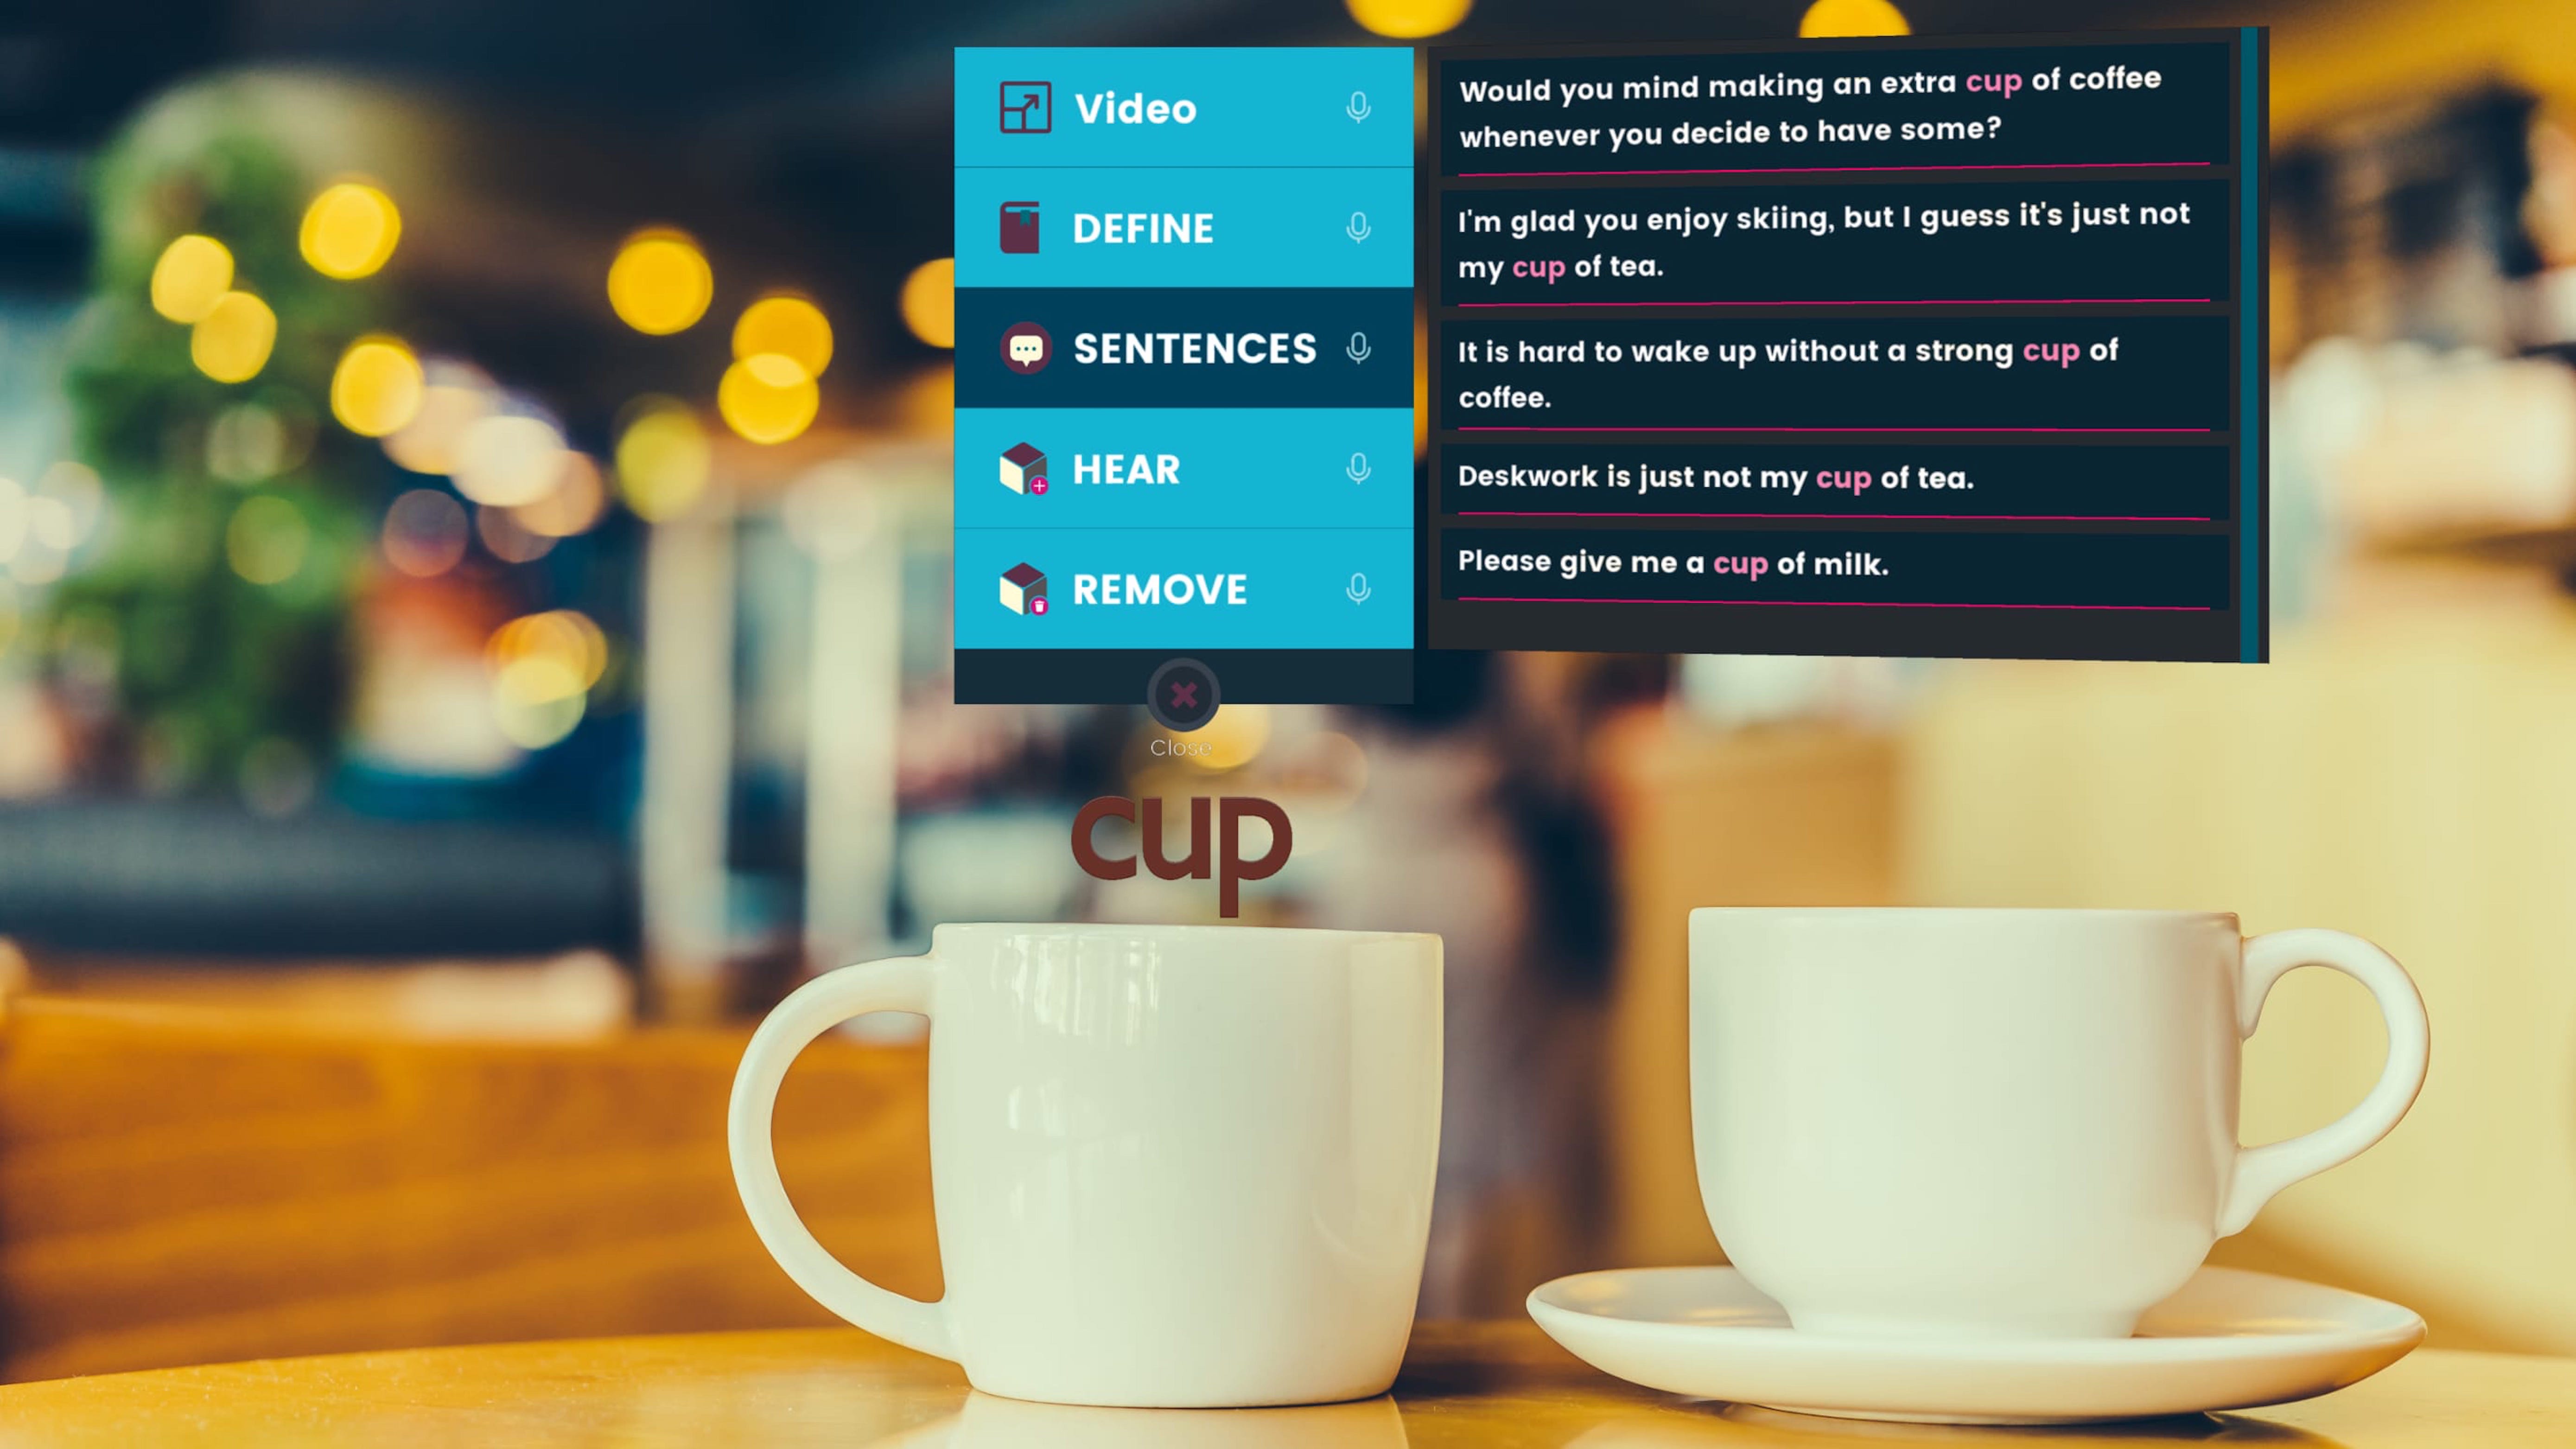 Video
DEFINE
SENTENCES
HEAR
REMOVE
Close
Would you mind making an extra cup of coffee
whenever you decide to have some?
I'm glad you enjoy skiing, but I guess it's just not
my cup of tea.
It is hard to wake up without a strong cup of
coffee.
Deskwork is just not my cup of tea.
Please give me a cup of milk.
cup